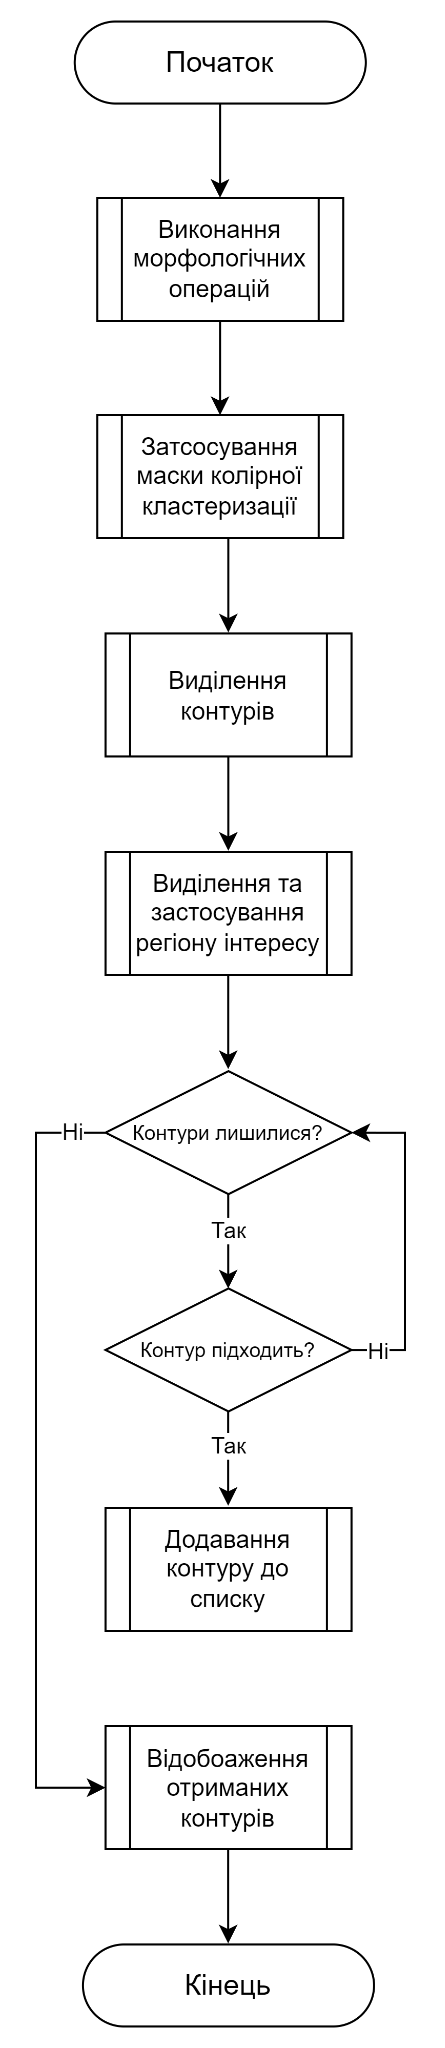 Початок
Виконання
морфологічних
операцій
Затсосування
маски колірної
кластеризації
Виділення
контурів
Виділення та
застосування
регіону інтересу
Ні
Контури лишилися?
Так
Контур підходить?
Ні
Так
Додавання
контуру до
списку
Відобоаження
отриманих
контурів
Кінець